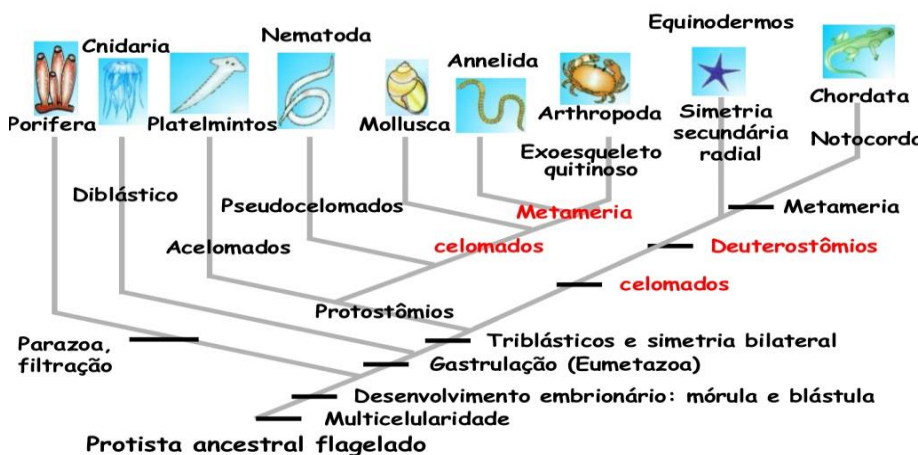 Equinodermos
Nematoda
Cnidaria
Annelida
Chordata
Porifera
Platelmintos
Mollusca
Arthropoda
Simetria
secundária
radial
Notocorda
Exoesqueleto
quitinoso
Diblástico
Pseudocelomados
Metameria
Metameria
Acelomados
celomados
Deuterostômios
celomados
Protostômios
Parazoa,
filtração
Triblásticos e simetria bilateral
Gastrulação (Eumetazoa)
Desenvolvimento embrionário: mórula e blástula
Multicelularidade
Protista ancestral flagelado